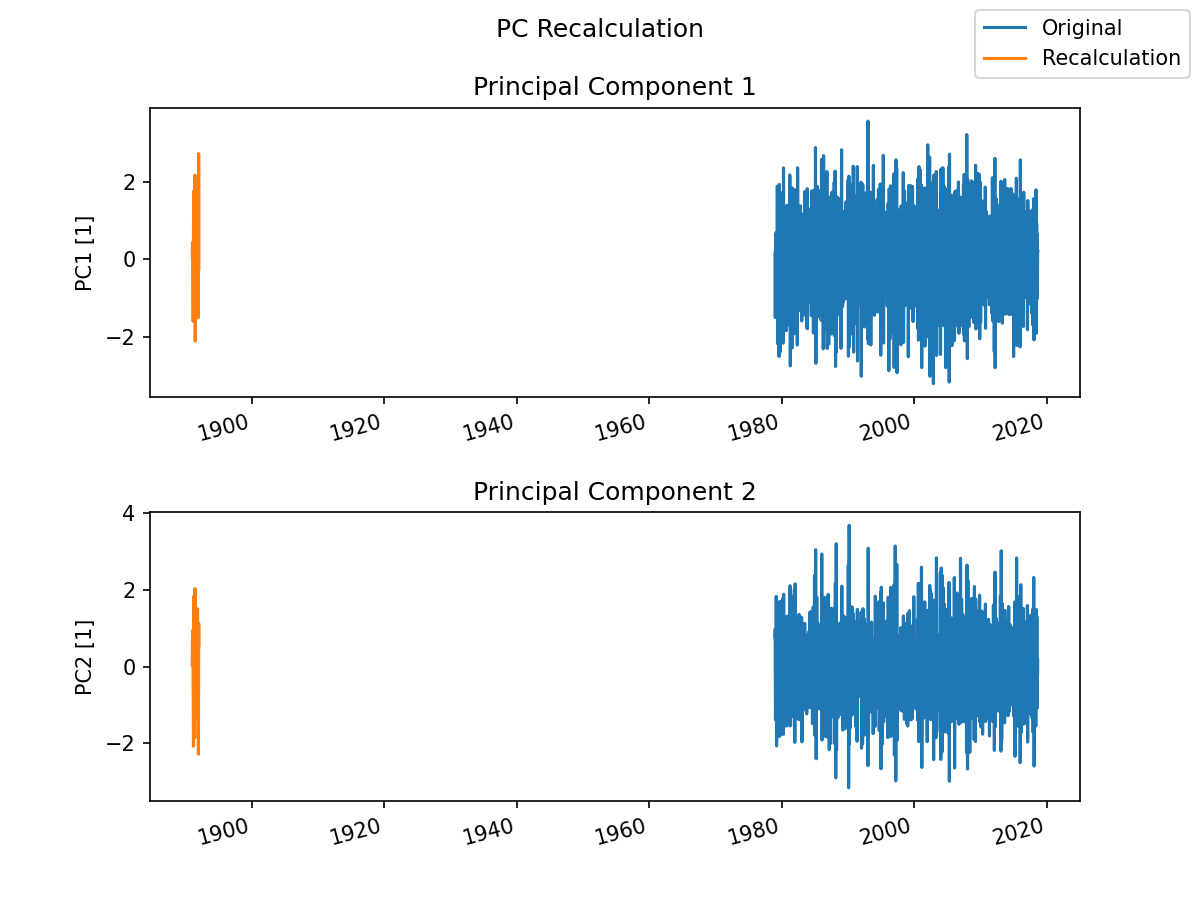 PC Recalculation
Original
Recalculation
Principal Component 1
PC1 [1]
2
0
−2
1900 1920 1940 1960 1980 2000 2020
Principal Component 2
PC2 [1]
4
2
0
−2
1900 1920 1940 1960 1980 2000 2020